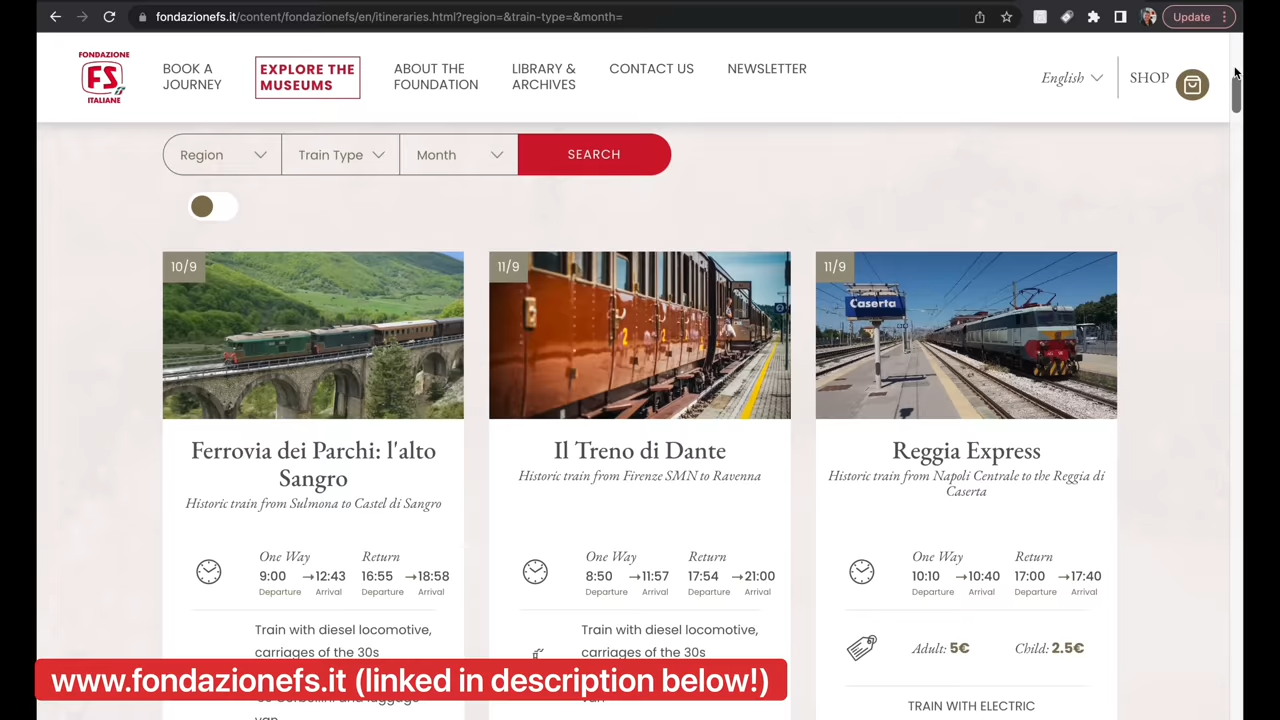 fondazionefs.it/content/fondazionefs/en/itineraries.html?region=&train-type=&month=
Update
FONDAZIONE
FS
ITALIANE
BOOK A
JOURNEY
EXPLORE THE
MUSEUMS
ABOUT THE
FOUNDATION
LIBRARY &
ARCHIVES
CONTACT US
NEWSLETTER
English
SHOP
Region
Train Type
Month
SEARCH
10/9
11/9
11/9
Caserta
2
2
Ferrovia dei Parchi: l'alto
Sangro
Historic train from Sulmona to Castel di Sangro
One Way
Return
9:00 →12:43
16:55 →18:58
Departure Arrival
Departure Arrival
Train with diesel locomotive,
carriages of the 30s
Il Treno di Dante
Historic train from Firenze SMN to Ravenna
One Way
Return
8:50 →11:57
17:54 →21:00
Departure Arrival
Departure Arrival
Train with diesel locomotive,
carriages of the 30s
Reggia Express
Historic train from Napoli Centrale to the Reggia di
Caserta
One Way
Return
10:10 →10:40
17:00 →17:40
Departure Arrival
Departure Arrival
Adult: 5€
Child: 2.5€
TRAIN WITH ELECTRIC
www.fondazionefs.it (linked in description below!)